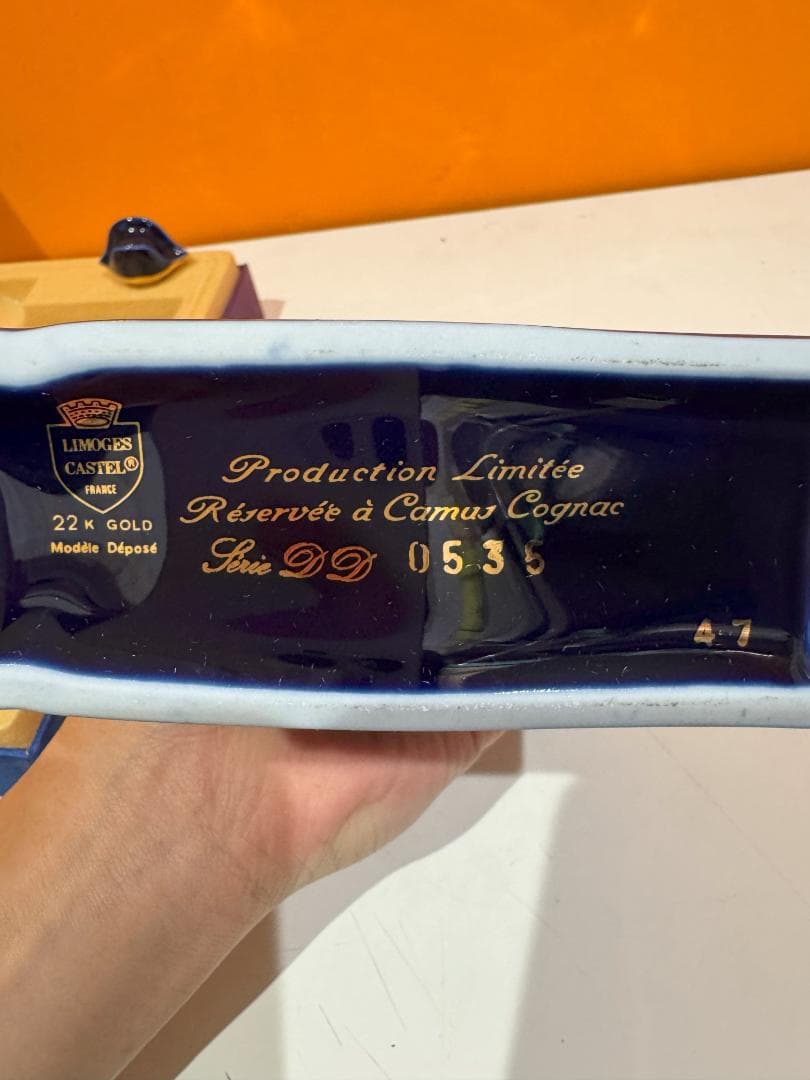 LIMOGES
CASTEL®
FRANCE
22 K GOLD
Modèle Déposé
Production Limitée
Réservée à Camus Cognac
Série DD 0535
47